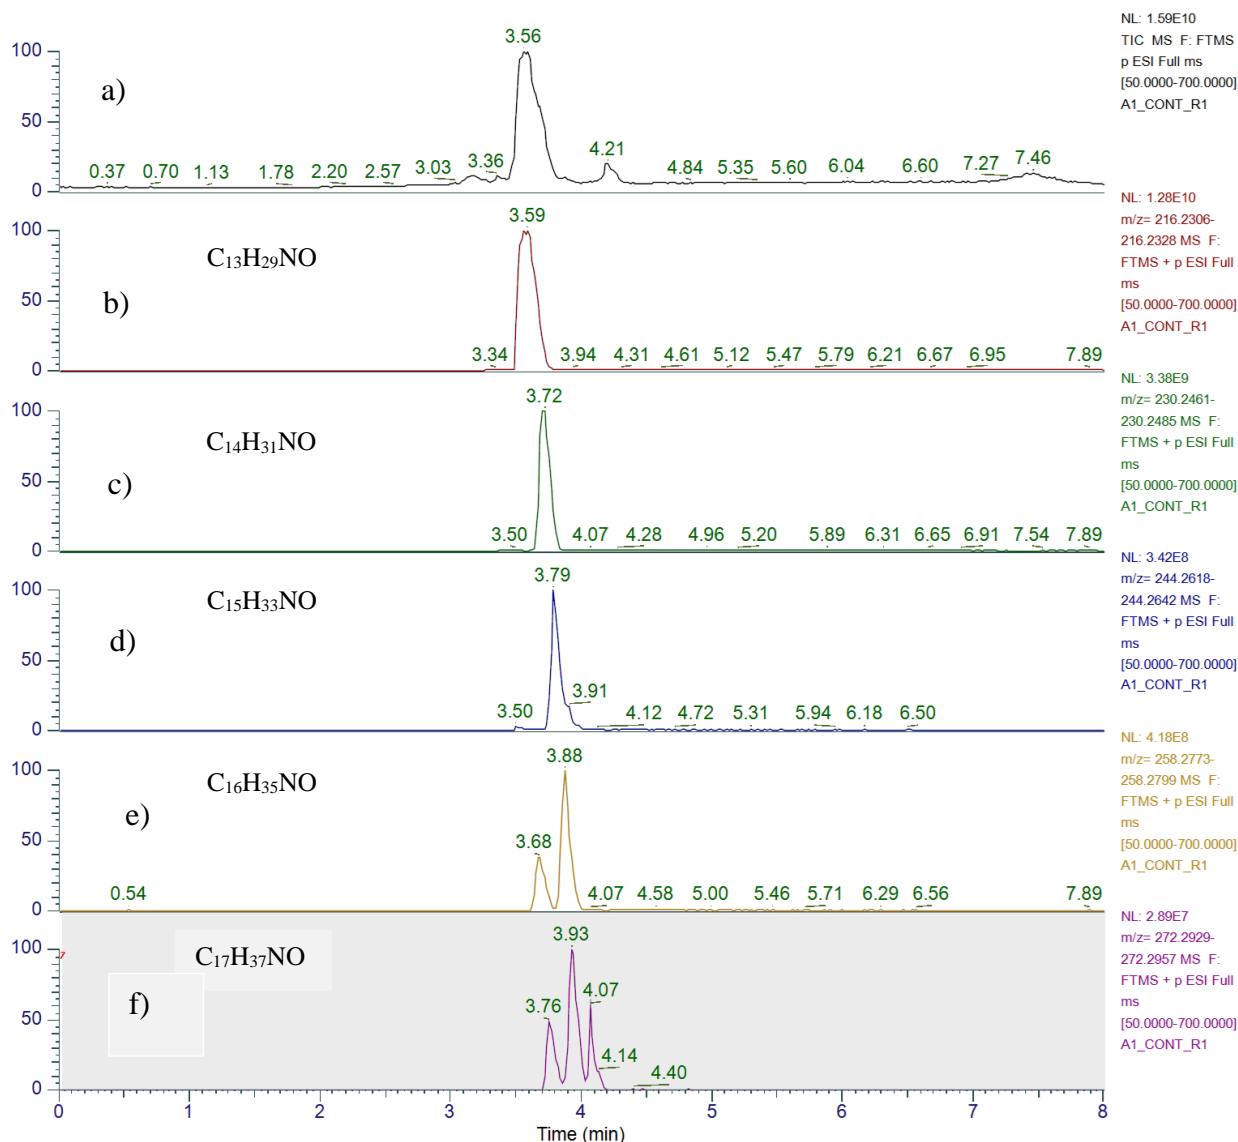 NL: 1.59E10
TIC MS F: FTMS
p ESI Full ms
[50.0000-700.0000]
A1_CONT_R1
3.56
100
a)
50
0.37 0.70 1.13 1.78 2.20 2.57 3.03 3.36 4.21 4.84 5.35 5.60 6.04 6.60 7.27 7.46
0
NL: 1.28E10
m/z= 216.2306-
216.2328 MS F:
FTMS + p ESI Full
ms
[50.0000-700.0000]
A1_CONT_R1
3.59
100
C₁₃H₂₉NO
b)
50
3.34 3.94 4.31 4.61 5.12 5.47 5.79 6.21 6.67 6.95 7.89
0
NL: 3.38E9
m/z= 230.2461-
230.2485 MS F:
FTMS + p ESI Full
ms
[50.0000-700.0000]
A1_CONT_R1
3.72
100
C₁₄H₃₁NO
c)
50
3.50 4.07 4.28 4.96 5.20 5.89 6.31 6.65 6.91 7.54 7.89
0
NL: 3.42E8
m/z= 244.2618-
244.2642 MS F:
FTMS + p ESI Full
ms
[50.0000-700.0000]
A1_CONT_R1
3.79
100
C₁₅H₃₃NO
d)
50
3.50 3.91 4.12 4.72 5.31 5.94 6.18 6.50
0
NL: 4.18E8
m/z= 258.2773-
258.2799 MS F:
FTMS + p ESI Full
ms
[50.0000-700.0000]
A1_CONT_R1
3.88
100
C₁₆H₃₅NO
e)
50
3.68
0.54 4.07 4.58 5.00 5.46 5.71 6.29 6.56 7.89
0
NL: 2.89E7
m/z= 272.2929-
272.2957 MS F:
FTMS + p ESI Full
ms
[50.0000-700.0000]
A1_CONT_R1
3.93
100
C₁₇H₃₇NO
f)
50
3.76 4.07
4.14
4.40
0
0 1 2 3 4 5 6 7 8
Time (min)